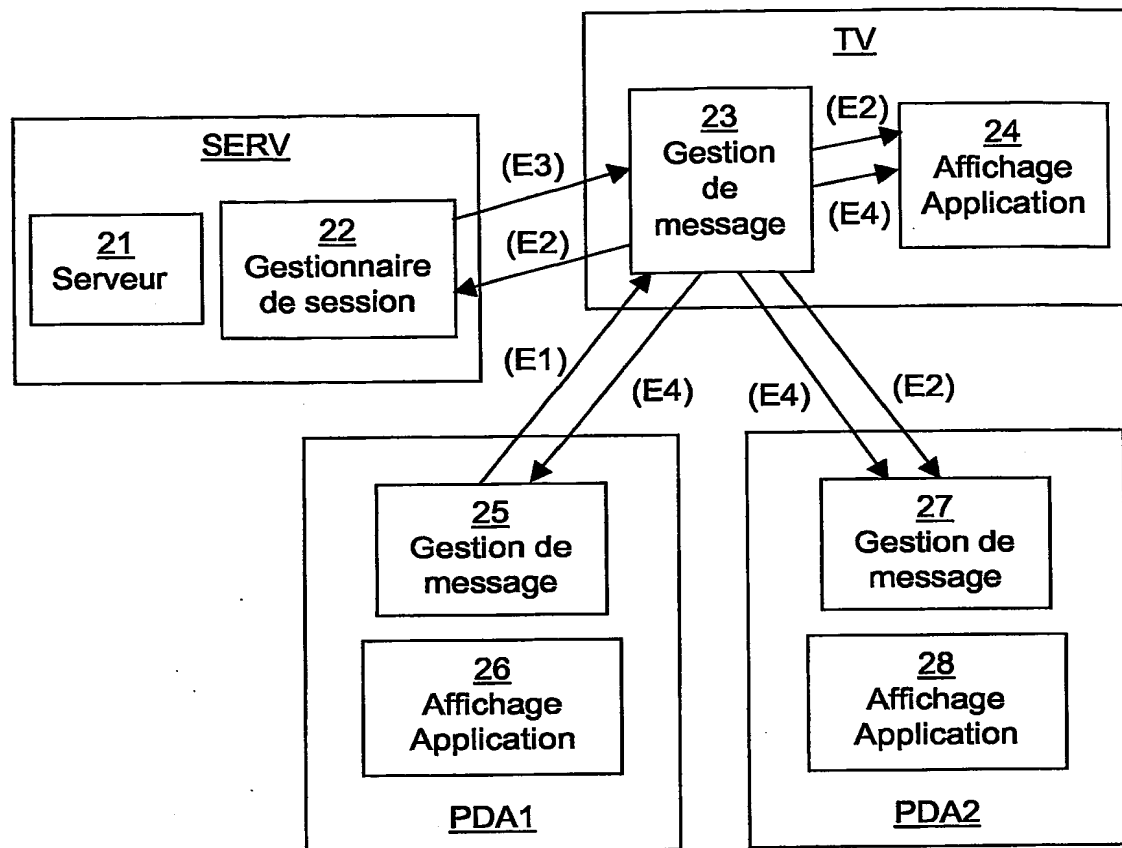 TV
SERV
23
Gestion
de
message
(E2)
(E4)
24
Affichage
Application
21
Serveur
22
Gestionnaire
de session
(E3)
(E2)
(E1)
(E4)
(E4)
(E2)
25
Gestion de
message
26
Affichage
Application
PDA1
27
Gestion de
message
28
Affichage
Application
PDA2